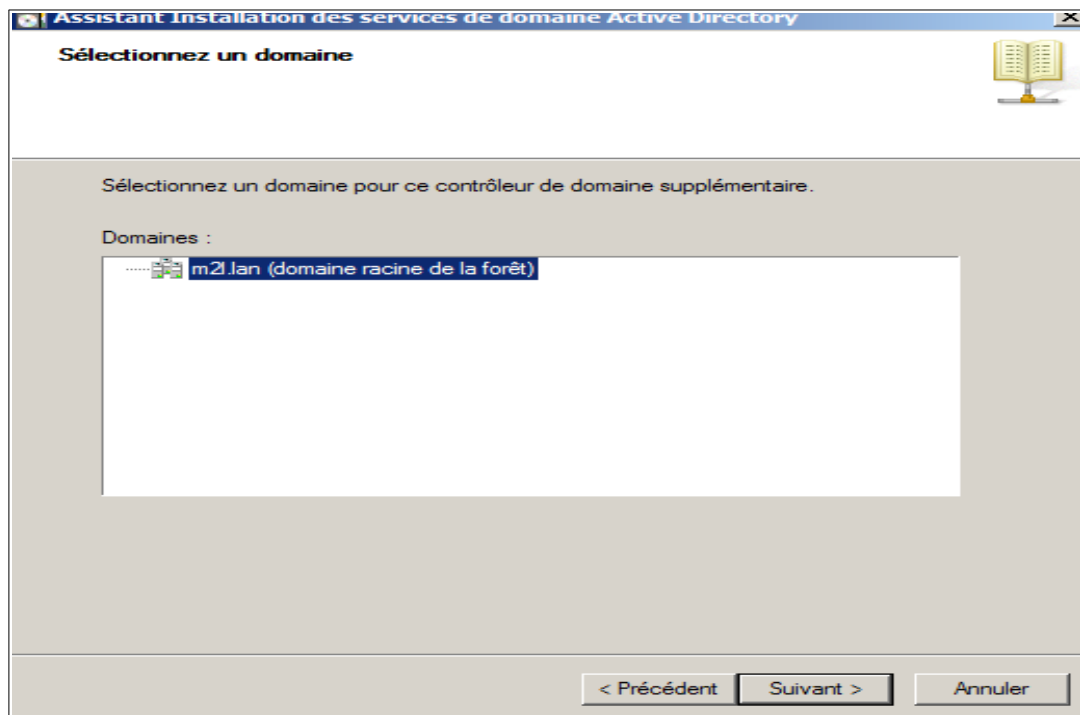 Assistant Installation des services de domaine Active Directory
Sélectionnez un domaine
Sélectionnez un domaine pour ce contrôleur de domaine supplémentaire.
Domaines :
m2l.lan (domaine racine de la forêt)
< Précédent Suivant > Annuler